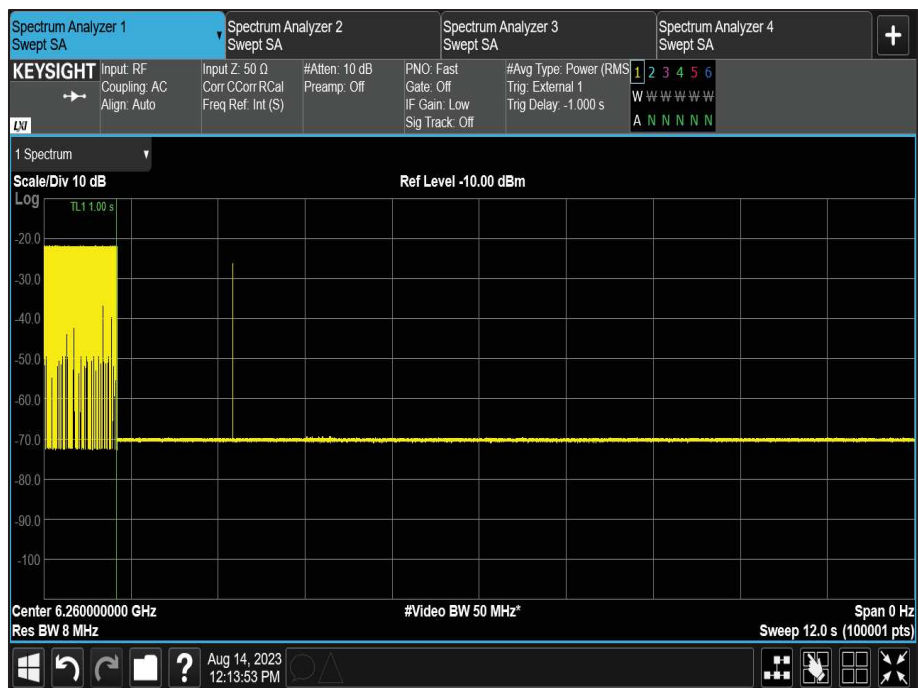 Spectrum Analyzer 1
Swept SA
Spectrum Analyzer 2
Swept SA
Spectrum Analyzer 3
Swept SA
Spectrum Analyzer 4
Swept SA
+
KEYSIGHT
LXI
Input: RF
Coupling: AC
Align: Auto
Input Z: 50 Ω
Corr CCorr RCal
Freq Ref: Int (S)
#Atten: 10 dB
Preamp: Off
PNO: Fast
Gate: Off
IF Gain: Low
Sig Track: Off
#Avg Type: Power (RMS
Trig: External 1
Trig Delay: -1.000 s
1 2 3 4 5 6
W W W W W W
A N N N N N
1 Spectrum
Scale/Div 10 dB
Ref Level -10.00 dBm
Log
TL1 1.00 s
-20.0
-30.0
-40.0
-50.0
-60.0
-70.0
-80.0
-90.0
-100
Center 6.260000000 GHz
#Video BW 50 MHz*
Span 0 Hz
Res BW 8 MHz
Sweep 12.0 s (100001 pts)
?
Aug 14, 2023
12:13:53 PM